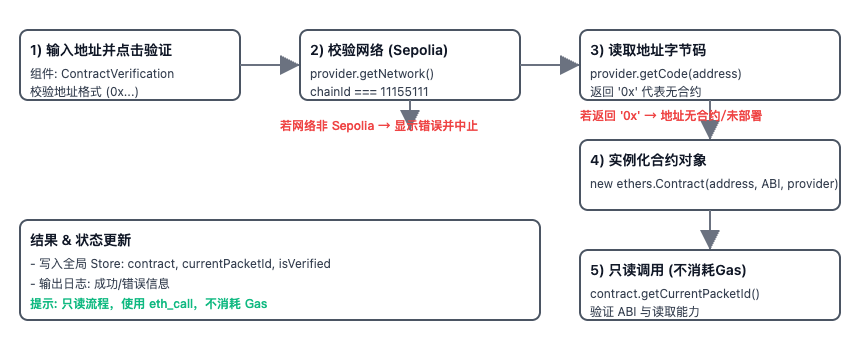 1) 输入地址并点击验证
组件: ContractVerification
校验地址格式 (0x...)
2) 校验网络 (Sepolia)
provider.getNetwork()
chainId === 11155111
3) 读取地址字节码
provider.getCode(address)
返回 '0x' 代表无合约
若网络非 Sepolia → 显示错误并中止
若返回 '0x' → 地址无合约/未部署
4) 实例化合约对象
new ethers.Contract(address, ABI, provider)
结果 & 状态更新
- 写入全局 Store: contract, currentPacketId, isVerified
- 输出日志: 成功/错误信息
提示: 只读流程，使用 eth_call，不消耗 Gas
5) 只读调用 (不消耗Gas)
contract.getCurrentPacketId()
验证 ABI 与读取能力